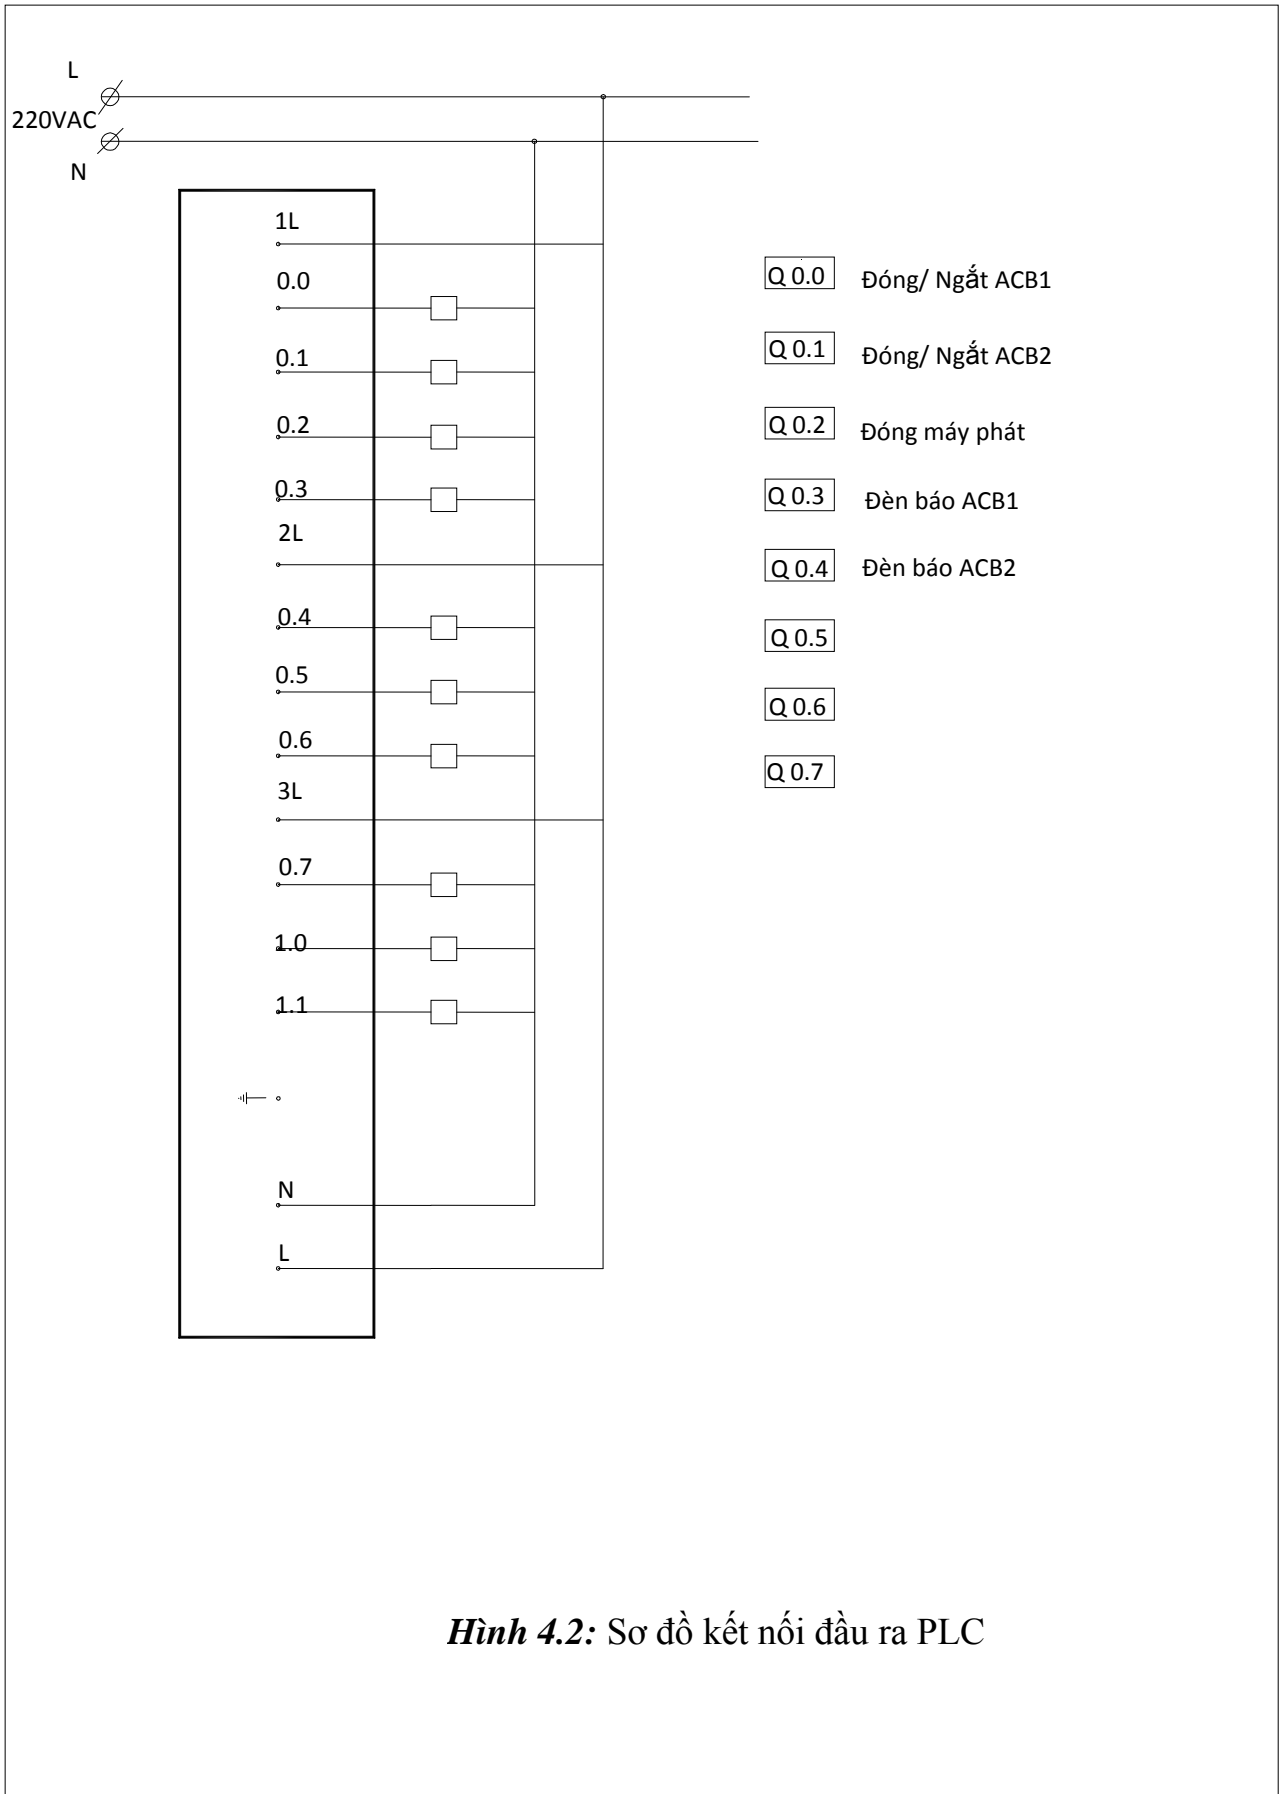 L
220VAC
N
1L
0.0
0.1
0.2
0.3
2L
0.4
0.5
0.6
3L
0.7
1.0
1.1
N
L
Q 0.0 Đóng/ Ngắt ACB1
Q 0.1 Đóng/ Ngắt ACB2
Q 0.2 Đóng máy phát
Q 0.3 Đèn báo ACB1
Q 0.4 Đèn báo ACB2
Q 0.5
Q 0.6
Q 0.7
Hình 4.2: Sơ đồ kết nối đầu ra PLC